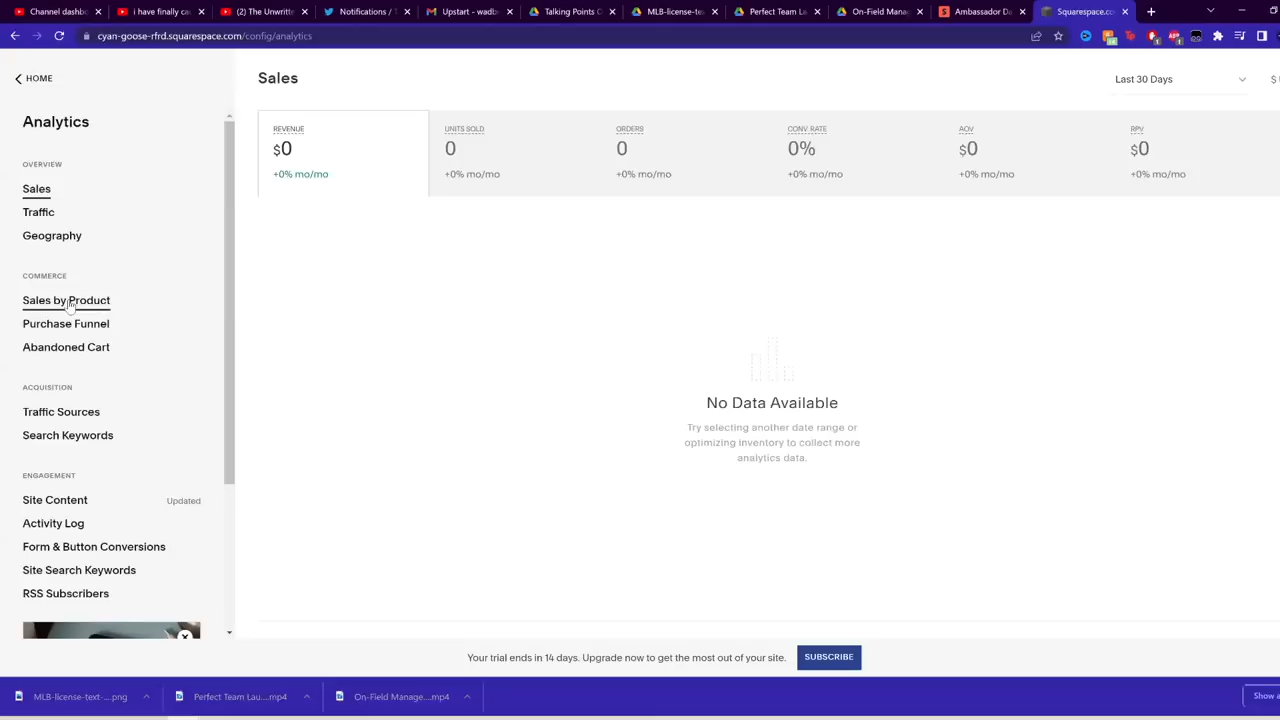 Channel dashbo
i have finally ca
(2) The Unsettlin
Notifications / T
Upstart - wadb
Talking Points C
MLB-license-te
Perfect Team La
On-Field Mana
Ambassador Da
Squarespace.co
cyan-goose-rfrd.squarespace.com/config/analytics
HOME
Analytics
OVERVIEW
Sales
Traffic
Geography
COMMERCE
Sales by Product
Purchase Funnel
Abandoned Cart
ACQUISITION
Traffic Sources
Search Keywords
ENGAGEMENT
Site Content Updated
Activity Log
Form & Button Conversions
Site Search Keywords
RSS Subscribers
Sales
Last 30 Days
$
REVENUE
$0
+0% mo/mo
UNITS SOLD
0
+0% mo/mo
ORDERS
0
+0% mo/mo
CONV. RATE
0%
+0% mo/mo
AOV
$0
+0% mo/mo
RPV
$0
+0% mo/mo
No Data Available
Try selecting another date range or
optimizing inventory to collect more
analytics data.
Your trial ends in 14 days. Upgrade now to get the most out of your site. SUBSCRIBE
MLB-license-text-....png
Perfect Team Lau....mp4
On-Field Manage....mp4
Show a